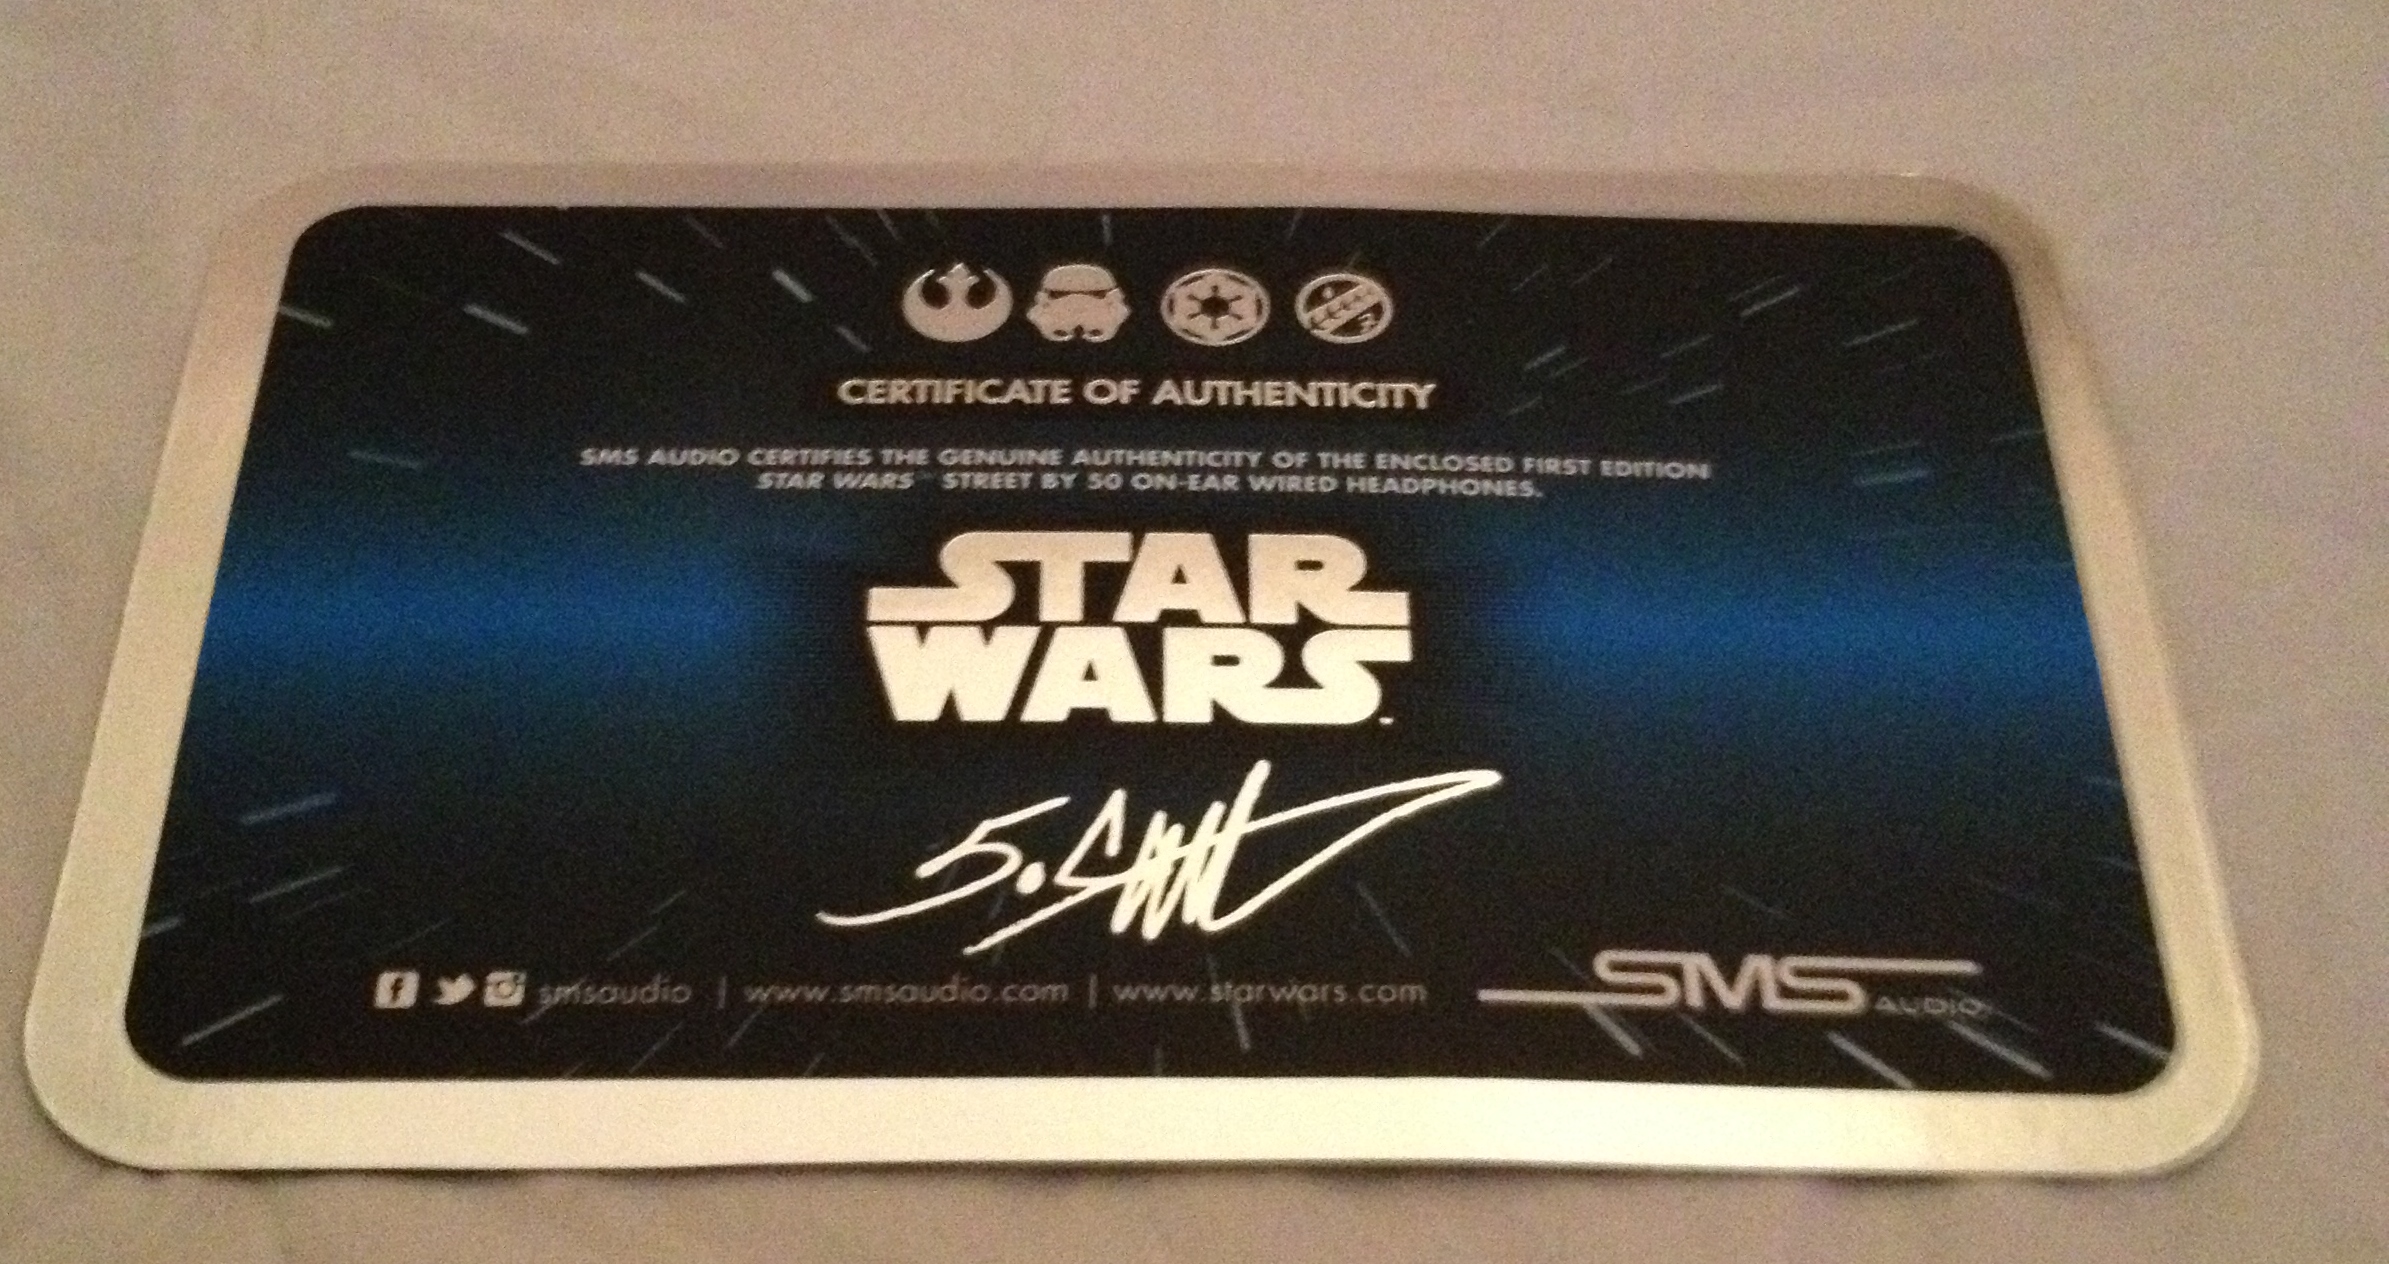 CERTIFICATE OF AUTHENTICITY
SMS AUDIO CERTIFIES THE GENUINE AUTHENTICITY OF THE ENCLOSED FIRST EDITION
STAR WARS™ STREET BY 50 ON-EAR WIRED HEADPHONES.
STAR
WARS
smsaudio | www.smsaudio.com | www.starwars.com
SMS AUDIO